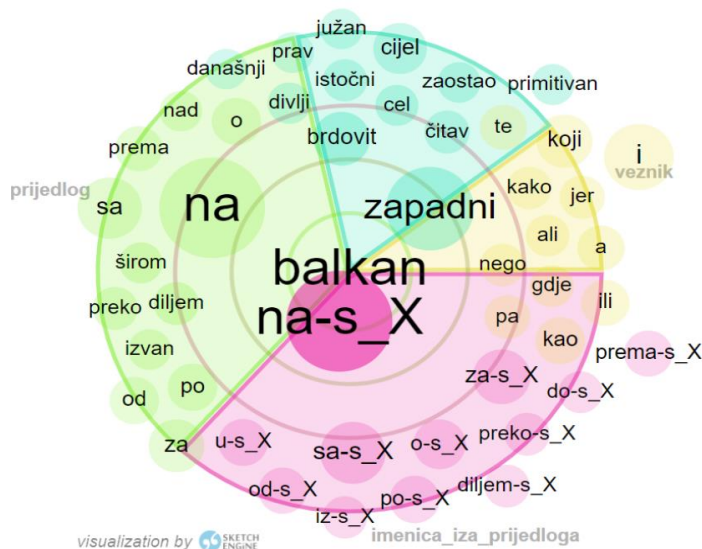 južan
prav
cijel
današnji
istočni
zaostao
primitivan
nad
o
divlji
cel
prema
brdovit
čitav
te
koji
i
veznik
prijedlog
sa
na
zapadni
kako
jer
ali
a
širom
balkan
nego
gdje
preko
diljem
na-s_X
pa
ili
izvan
kao
prema-s_X
od
po
za-s_X
do-s_X
za
u-s_X
sa-s_X
o-s_X
preko-s_X
od-s_X
po-s_X
diljem-s_X
iz-s_X
imenica_iza_prijedloga
visualization by SKETCH ENGINE